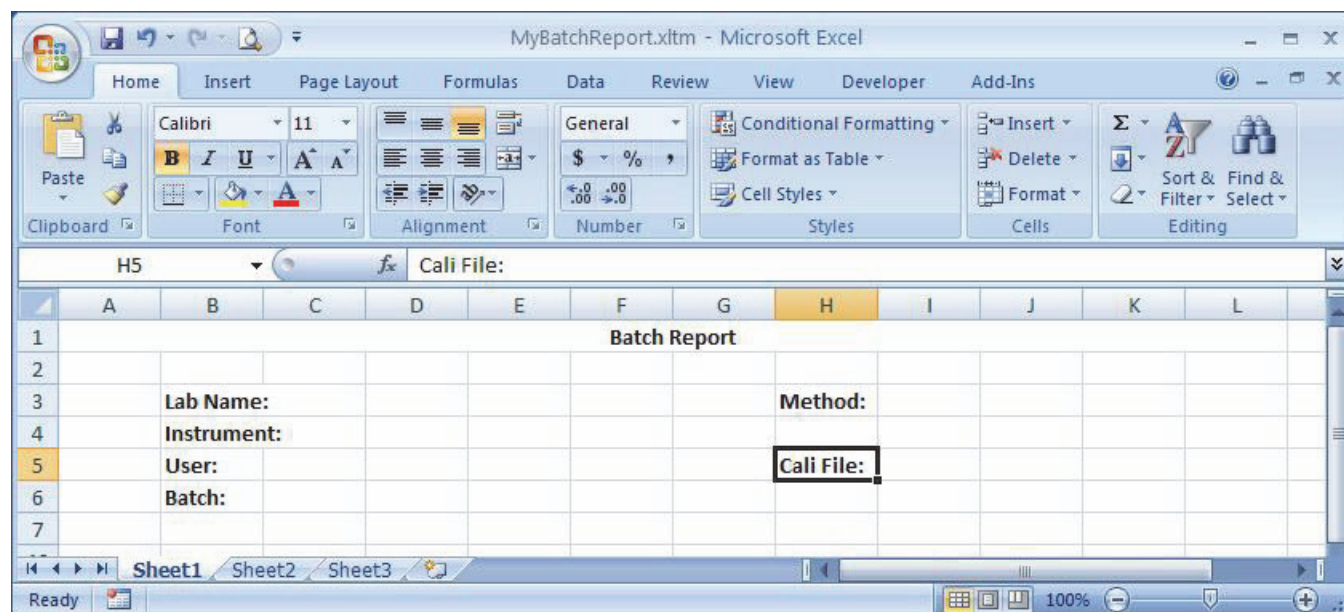 MyBatchReport.xltm - Microsoft Excel
Home Insert Page Layout Formulas Data Review View Developer Add-Ins
Calibri 11 General Conditional Formatting Insert Σ
B I U A A $ % , Format as Table Delete
Paste A .0 .00 .00 .0 Cell Styles Format Sort & Filter Find & Select
Clipboard Font Alignment Number Styles Cells Editing
H5 fx Cali File:
A B C D E F G H I J K L
1 Batch Report
2
3 Lab Name: Method:
4 Instrument:
5 User: Cali File:
6 Batch:
7
Sheet1 Sheet2 Sheet3
Ready 100%